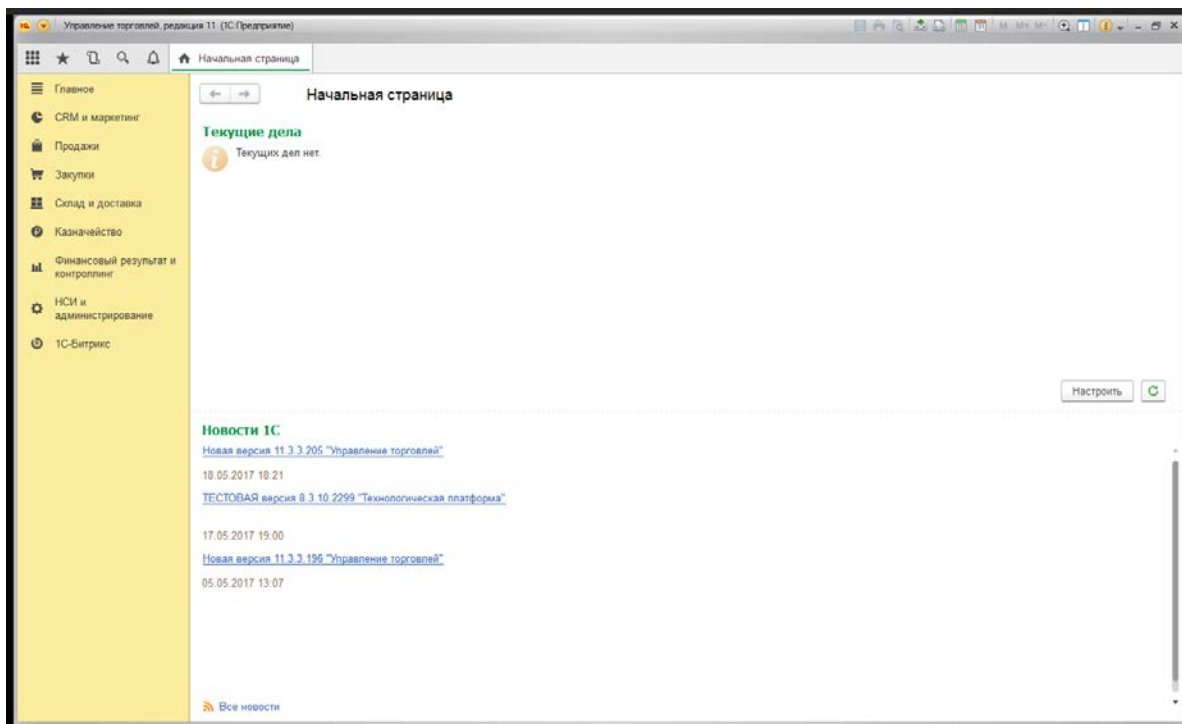 Управление торговлей, редакция 11 (1С:Предприятие)
M M+ M-
Начальная страница
Главное
CRM и маркетинг
Продажи
Закупки
Склад и доставка
Казначейство
Финансовый результат и
контроллинг
НСИ и
администрирование
1С-Битрикс
Начальная страница
Текущие дела
Текущих дел нет.
Настроить
Новости 1С
Новая версия 11.3.3.205 "Управление торговлей"
18.05.2017 18:21
ТЕСТОВАЯ версия 8.3.10.2299 "Технологическая платформа"
17.05.2017 19:00
Новая версия 11.3.3.196 "Управление торговлей"
05.05.2017 13:07
Все новости